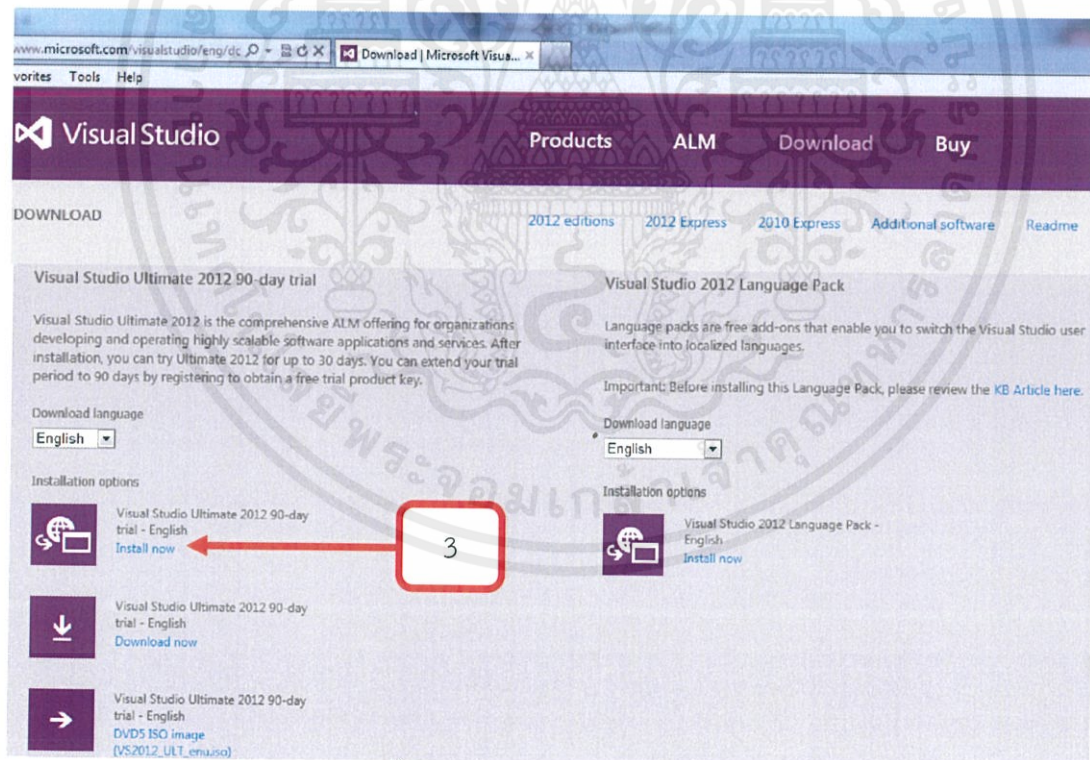 www.microsoft.com/visualstudio/eng/dc
Download | Microsoft Visua...
vorites Tools Help
Visual Studio
Products ALM Download Buy
DOWNLOAD
2012 editions 2012 Express 2010 Express Additional software Readme
Visual Studio Ultimate 2012 90-day trial
Visual Studio Ultimate 2012 is the comprehensive ALM offering for organizations
developing and operating highly scalable software applications and services. After
installation, you can try Ultimate 2012 for up to 30 days. You can extend your trial
period to 90 days by registering to obtain a free trial product key.
Download language
English
Installation options
Visual Studio Ultimate 2012 90-day
trial - English
Install now
3
Visual Studio Ultimate 2012 90-day
trial - English
Download now
Visual Studio Ultimate 2012 90-day
trial - English
DVD5 ISO image
(VS2012_ULT_enu.iso)
Visual Studio 2012 Language Pack
Language packs are free add-ons that enable you to switch the Visual Studio user
interface into localized languages.
Important: Before installing this Language Pack, please review the KB Article here.
Download language
English
Installation options
Visual Studio 2012 Language Pack -
English
Install now